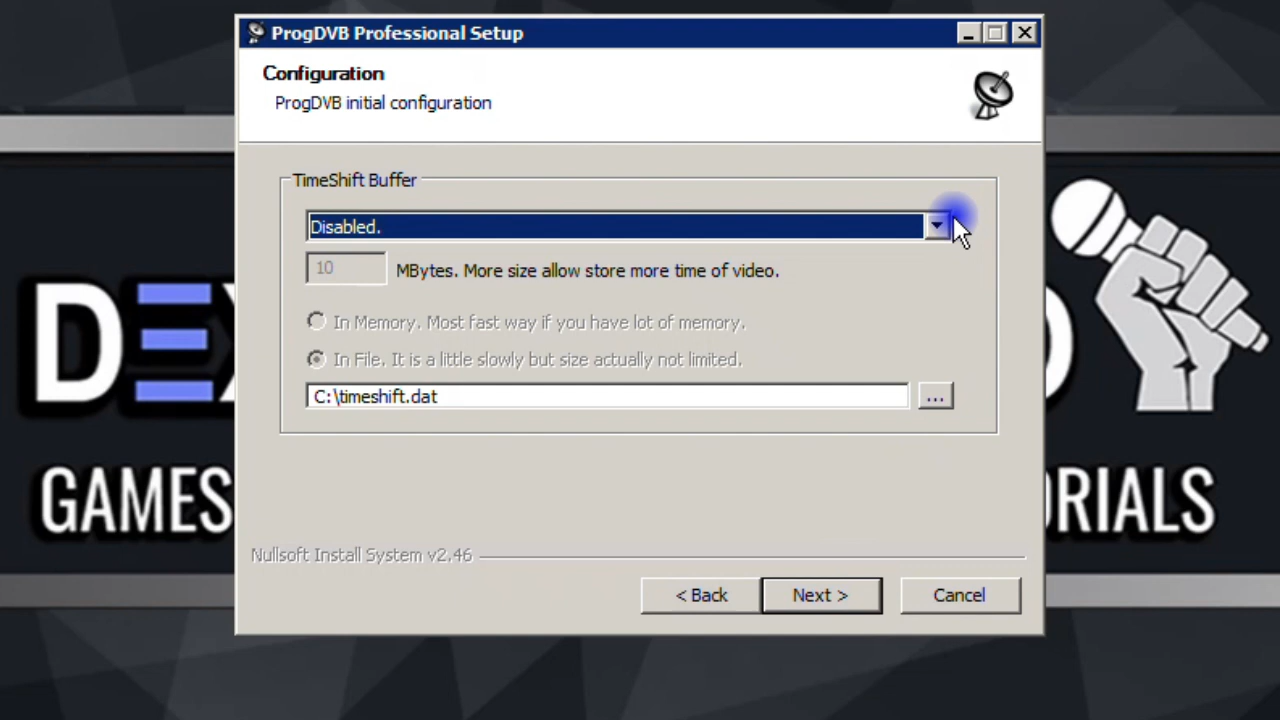 ProgDVB Professional Setup
Configuration
ProgDVB initial configuration
TimeShift Buffer
Disabled.
10
MBytes. More size allow store more time of video.
In Memory. Most fast way if you have lot of memory.
In File. It is a little slowly but size actually not limited.
C:\timeshift.dat
...
Nullsoft Install System v2.46
< Back
Next >
Cancel
GAMES